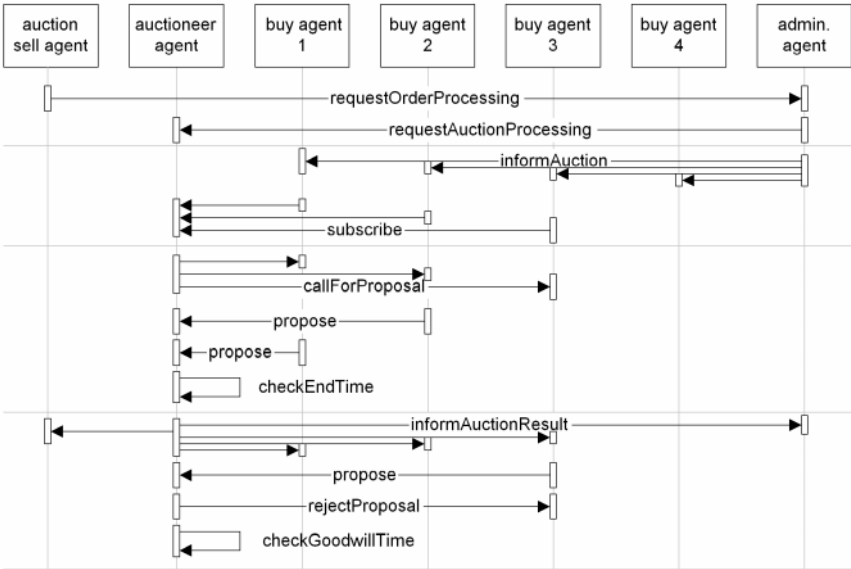 auction
sell agent
auctioneer
agent
buy agent
1
buy agent
2
buy agent
3
buy agent
4
admin.
agent
requestOrderProcessing
requestAuctionProcessing
informAuction
subscribe
callForProposal
propose
propose
checkEndTime
informAuctionResult
propose
rejectProposal
checkGoodwillTime